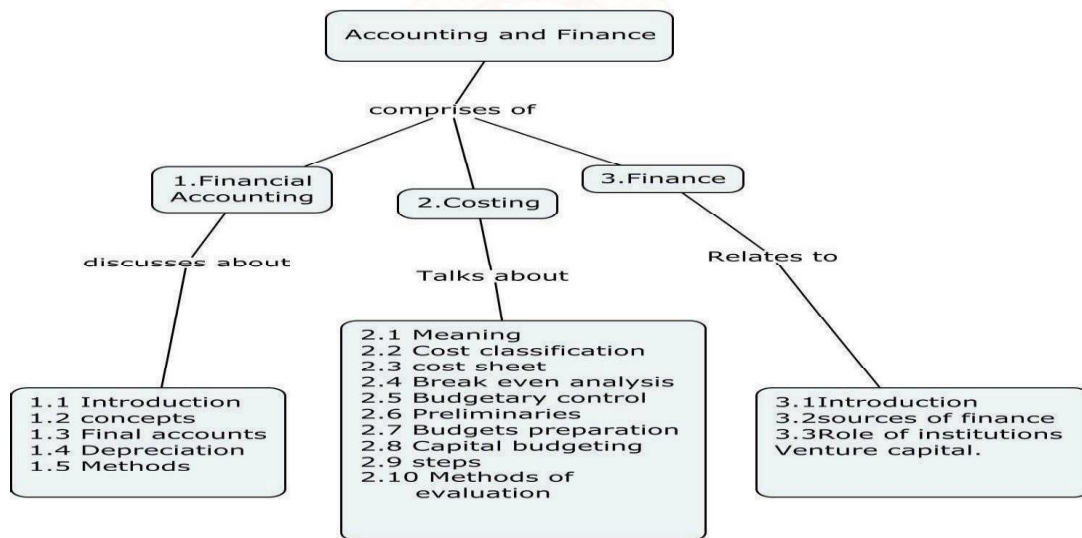 Accounting and Finance
comprises of
1.Financial
Accounting
2.Costing
3.Finance
discusses about
Talks about
Relates to
1.1 Introduction
1.2 concepts
1.3 Final accounts
1.4 Depreciation
1.5 Methods
2.1 Meaning
2.2 Cost classification
2.3 cost sheet
2.4 Break even analysis
2.5 Budgetary control
2.6 Preliminaries
2.7 Budgets preparation
2.8 Capital budgeting
2.9 steps
2.10 Methods of
evaluation
3.1Introduction
3.2sources of finance
3.3Role of institutions
Venture capital.